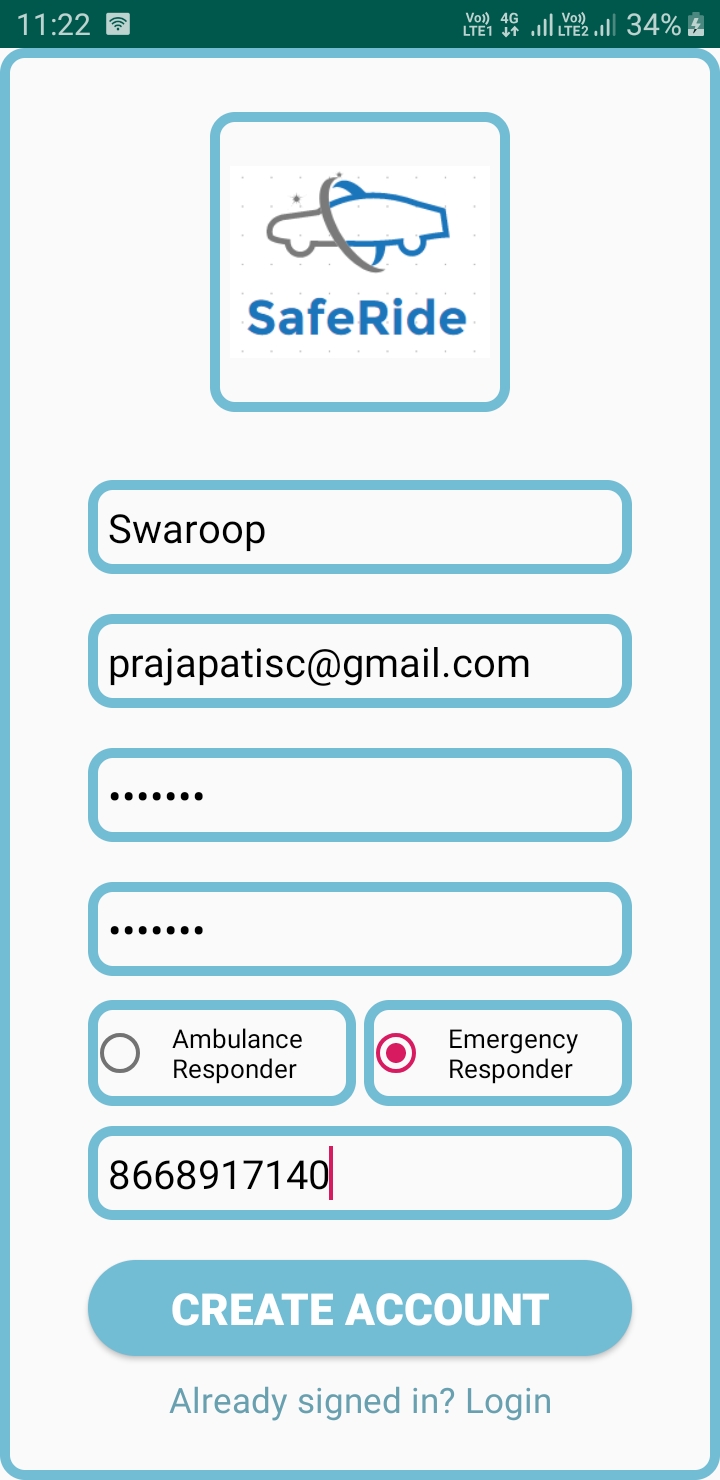 11:22 Vo) LTE1 4G Vo) LTE2 34%
SafeRide
Swaroop
prajapatisc@gmail.com
•••••••
•••••••
Ambulance
Responder
Emergency
Responder
8668917140
CREATE ACCOUNT
Already signed in? Login